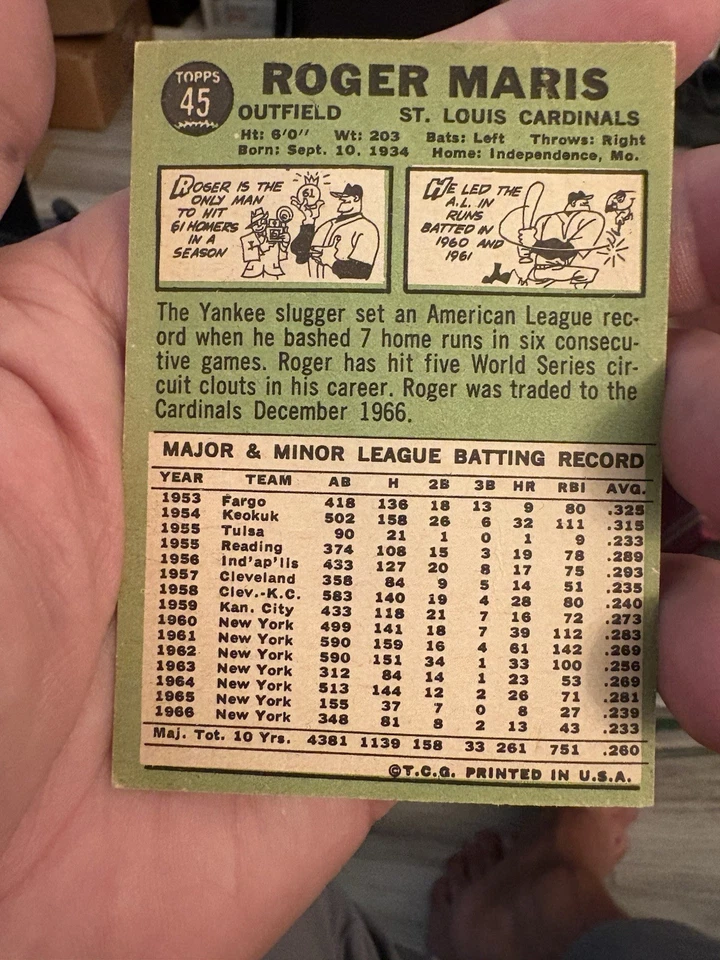 TOPPS
45
ROGER MARIS
OUTFIELD ST. LOUIS CARDINALS
Ht: 6'0" Wt: 203 Bats: Left Throws: Right
Born: Sept. 10, 1934 Home: Independence, Mo.
ROGER IS THE
ONLY MAN
TO HIT
61 HOMERS
IN A
SEASON
61
HE LED THE
A.L. IN
RUNS
BATTED IN
1960 AND
1961
The Yankee slugger set an American League rec-
ord when he bashed 7 home runs in six consecu-
tive games. Roger has hit five World Series cir-
cuit clouts in his career. Roger was traded to the
Cardinals December 1966.
MAJOR & MINOR LEAGUE BATTING RECORD
YEAR TEAM AB H 2B 3B HR RBI AVG.
1953 Fargo 418 136 18 13 9 80 .325
1954 Keokuk 502 158 26 6 32 111 .315
1955 Tulsa 90 21 1 0 1 9 .233
1955 Reading 374 108 15 3 19 78 .289
1956 Ind'ap'lis 433 127 20 8 17 75 .293
1957 Cleveland 358 84 9 5 14 51 .235
1958 Clev.-K.C. 583 140 19 4 28 80 .240
1959 Kan. City 433 118 21 7 16 72 .273
1960 New York 499 141 18 7 39 112 .283
1961 New York 590 159 16 4 61 142 .269
1962 New York 590 151 34 1 33 100 .256
1963 New York 312 84 14 1 23 53 .269
1964 New York 513 144 12 2 26 71 .281
1965 New York 155 37 7 0 8 27 .239
1966 New York 348 81 8 2 13 43 .233
Maj. Tot. 10 Yrs. 4381 1139 158 33 261 751 .260
©T.C.G. PRINTED IN U.S.A.